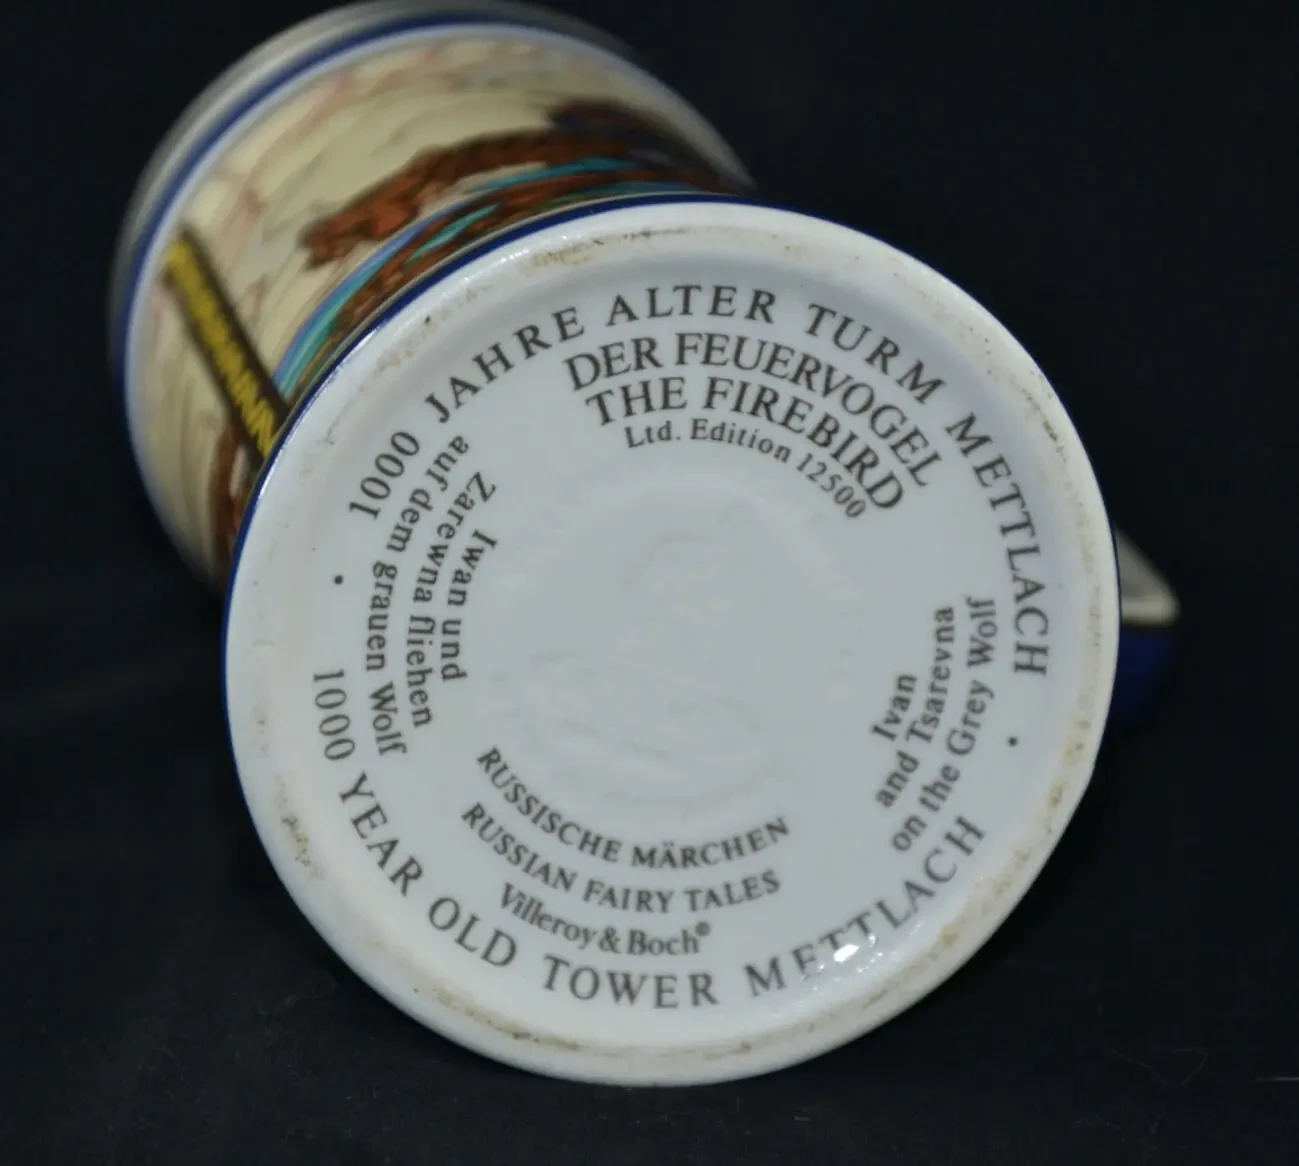 1000 JAHRE ALTER TURM METTLACH
DER FEUERVOGEL
THE FIREBIRD
Ltd. Edition 12500
Iwan und
Zarewna fliehen
auf dem grauen Wolf
Ivan
and Tsarevna
on the Grey Wolf
RUSSISCHE MÄRCHEN
RUSSIAN FAIRY TALES
Villeroy & Boch®
1000 YEAR OLD TOWER METTLACH